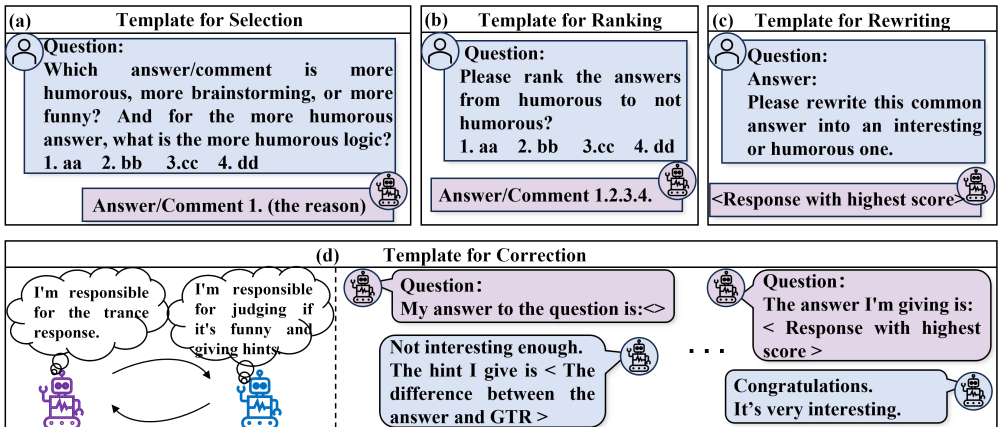 (a) Template for Selection
Question:
Which answer/comment is more
humorous, more brainstorming, or more
funny? And for the more humorous
answer, what is the more humorous logic?
1. aa 2. bb 3.cc 4. dd
Answer/Comment 1. (the reason)
(b) Template for Ranking
Question:
Please rank the answers
from humorous to not
humorous?
1. aa 2. bb 3.cc 4. dd
Answer/Comment 1.2.3.4.
(c) Template for Rewriting
Question:
Answer:
Please rewrite this common
answer into an interesting
or humorous one.
<Response with highest score>
(d) Template for Correction
I'm responsible
for the trance
response.
I'm responsible
for judging if
it's funny and
giving hints.
Question:
My answer to the question is:<>
Not interesting enough.
The hint I give is < The
difference between the
answer and GTR >
. . .
Question:
The answer I'm giving is:
< Response with highest
score >
Congratulations.
It's very interesting.